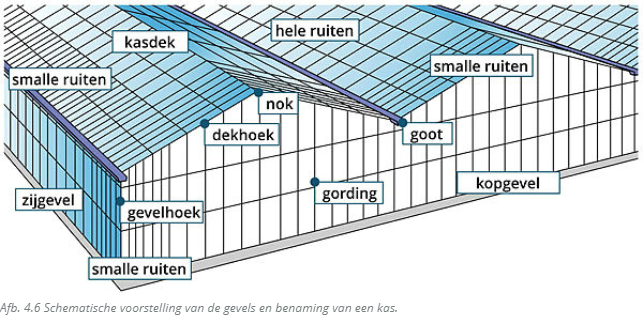 hele ruiten
kasdek
smalle ruiten
smalle ruiten
nok
dekhoek
goot
kopgevel
gording
zijgevel
gevelhoek
smalle ruiten
Afb. 4.6 Schematische voorstelling van de gevels en benaming van een kas.